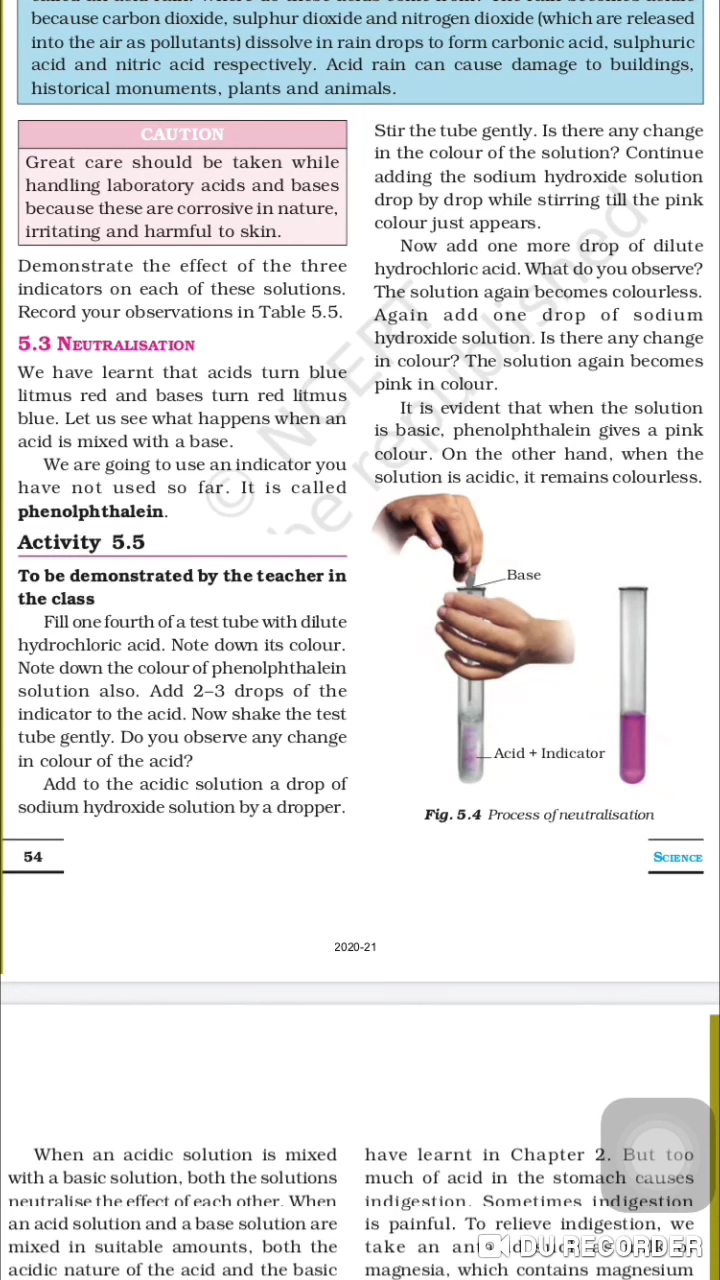 because carbon dioxide, sulphur dioxide and nitrogen dioxide (which are released
into the air as pollutants) dissolve in rain drops to form carbonic acid, sulphuric
acid and nitric acid respectively. Acid rain can cause damage to buildings,
historical monuments, plants and animals.
CAUTION
Great care should be taken while
handling laboratory acids and bases
because these are corrosive in nature,
irritating and harmful to skin.
Demonstrate the effect of the three
indicators on each of these solutions.
Record your observations in Table 5.5.
5.3 NEUTRALISATION
We have learnt that acids turn blue
litmus red and bases turn red litmus
blue. Let us see what happens when an
acid is mixed with a base.
We are going to use an indicator you
have not used so far. It is called
phenolphthalein.
Activity 5.5
To be demonstrated by the teacher in
the class
Fill one fourth of a test tube with dilute
hydrochloric acid. Note down its colour.
Note down the colour of phenolphthalein
solution also. Add 2–3 drops of the
indicator to the acid. Now shake the test
tube gently. Do you observe any change
in colour of the acid?
Add to the acidic solution a drop of
sodium hydroxide solution by a dropper.
Stir the tube gently. Is there any change
in the colour of the solution? Continue
adding the sodium hydroxide solution
drop by drop while stirring till the pink
colour just appears.
Now add one more drop of dilute
hydrochloric acid. What do you observe?
The solution again becomes colourless.
Again add one drop of sodium
hydroxide solution. Is there any change
in colour? The solution again becomes
pink in colour.
It is evident that when the solution
is basic, phenolphthalein gives a pink
colour. On the other hand, when the
solution is acidic, it remains colourless.
Base
Acid + Indicator
Fig. 5.4 Process of neutralisation
© NCERT
be republished
54
SCIENCE
2020-21
When an acidic solution is mixed
with a basic solution, both the solutions
neutralise the effect of each other. When
an acid solution and a base solution are
mixed in suitable amounts, both the
acidic nature of the acid and the basic
have learnt in Chapter 2. But too
much of acid in the stomach causes
indigestion. Sometimes indigestion
is painful. To relieve indigestion, we
take an
magnesia, which contains magnesium
DU RECORDER